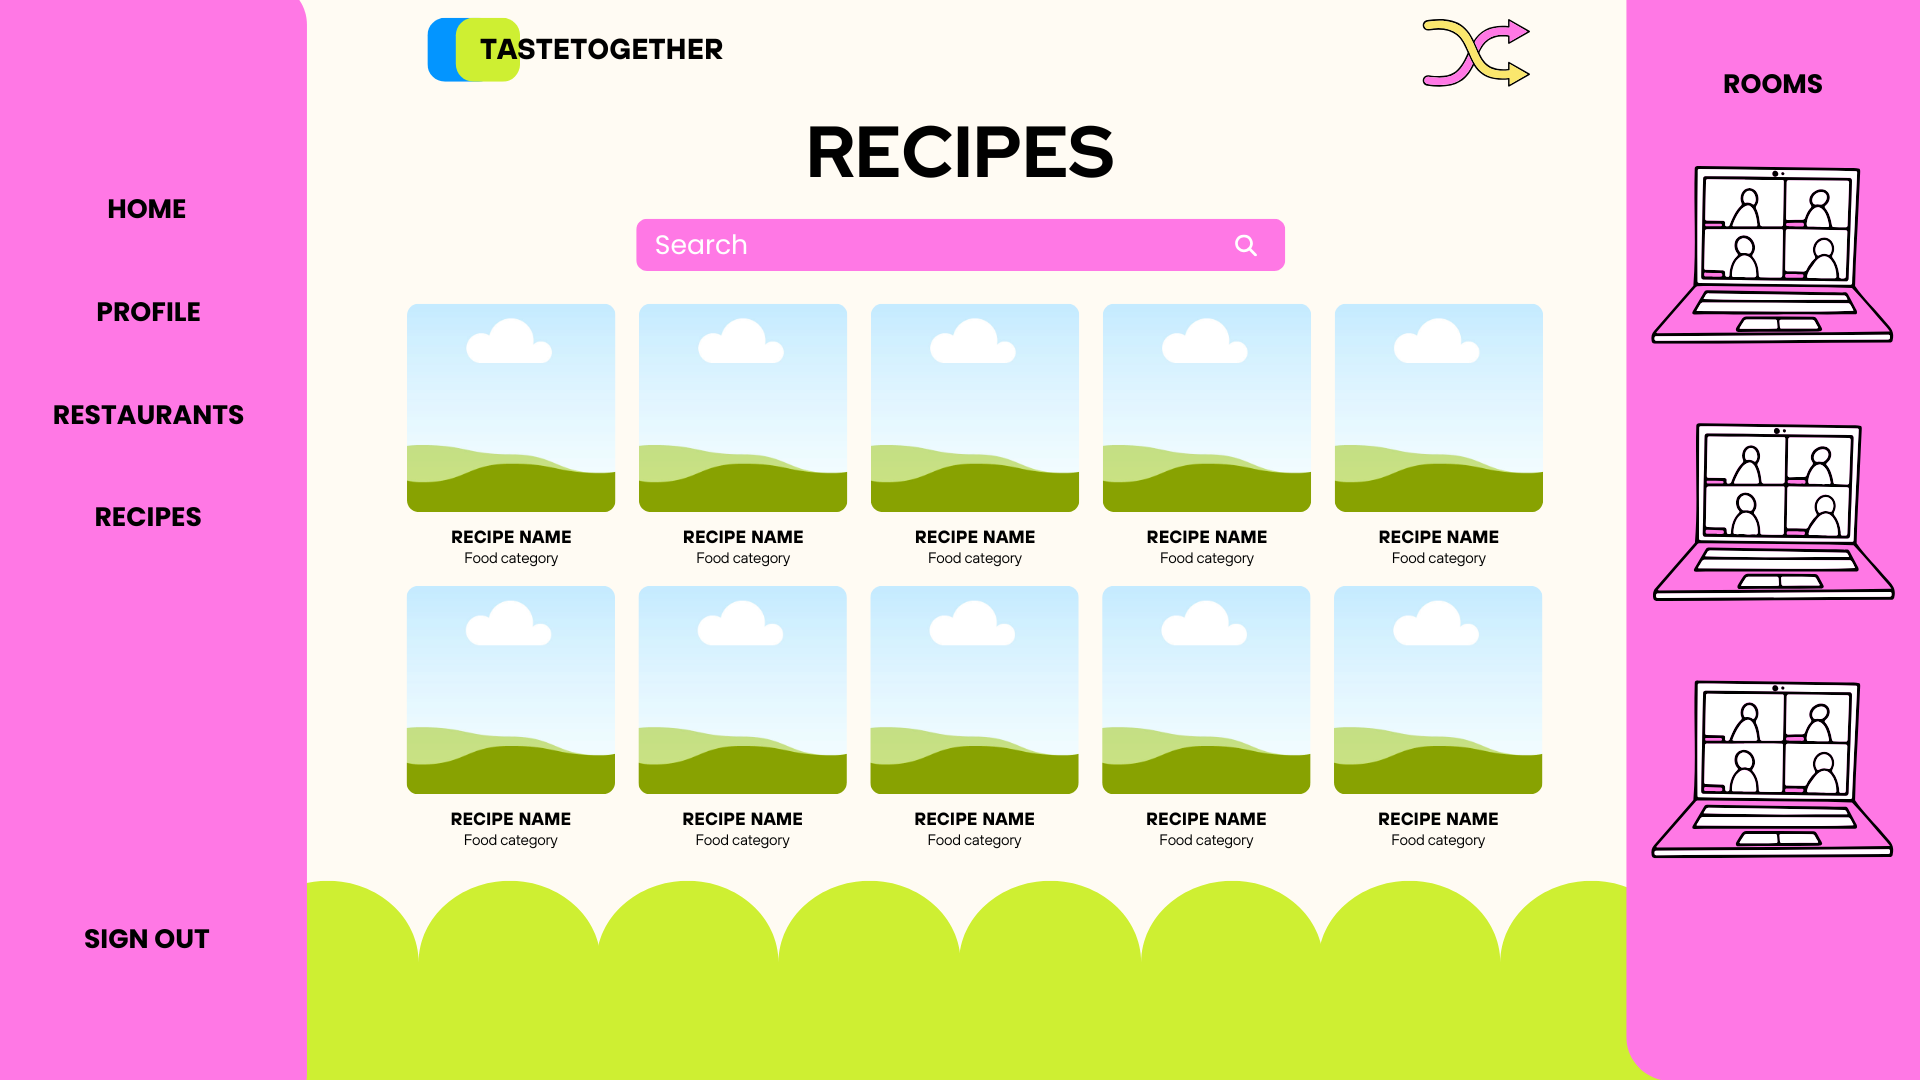 TASTETOGETHER
RECIPES
Search
HOME
PROFILE
RESTAURANTS
RECIPES
SIGN OUT
RECIPE NAME
Food category
RECIPE NAME
Food category
RECIPE NAME
Food category
RECIPE NAME
Food category
RECIPE NAME
Food category
RECIPE NAME
Food category
RECIPE NAME
Food category
RECIPE NAME
Food category
RECIPE NAME
Food category
RECIPE NAME
Food category
ROOMS